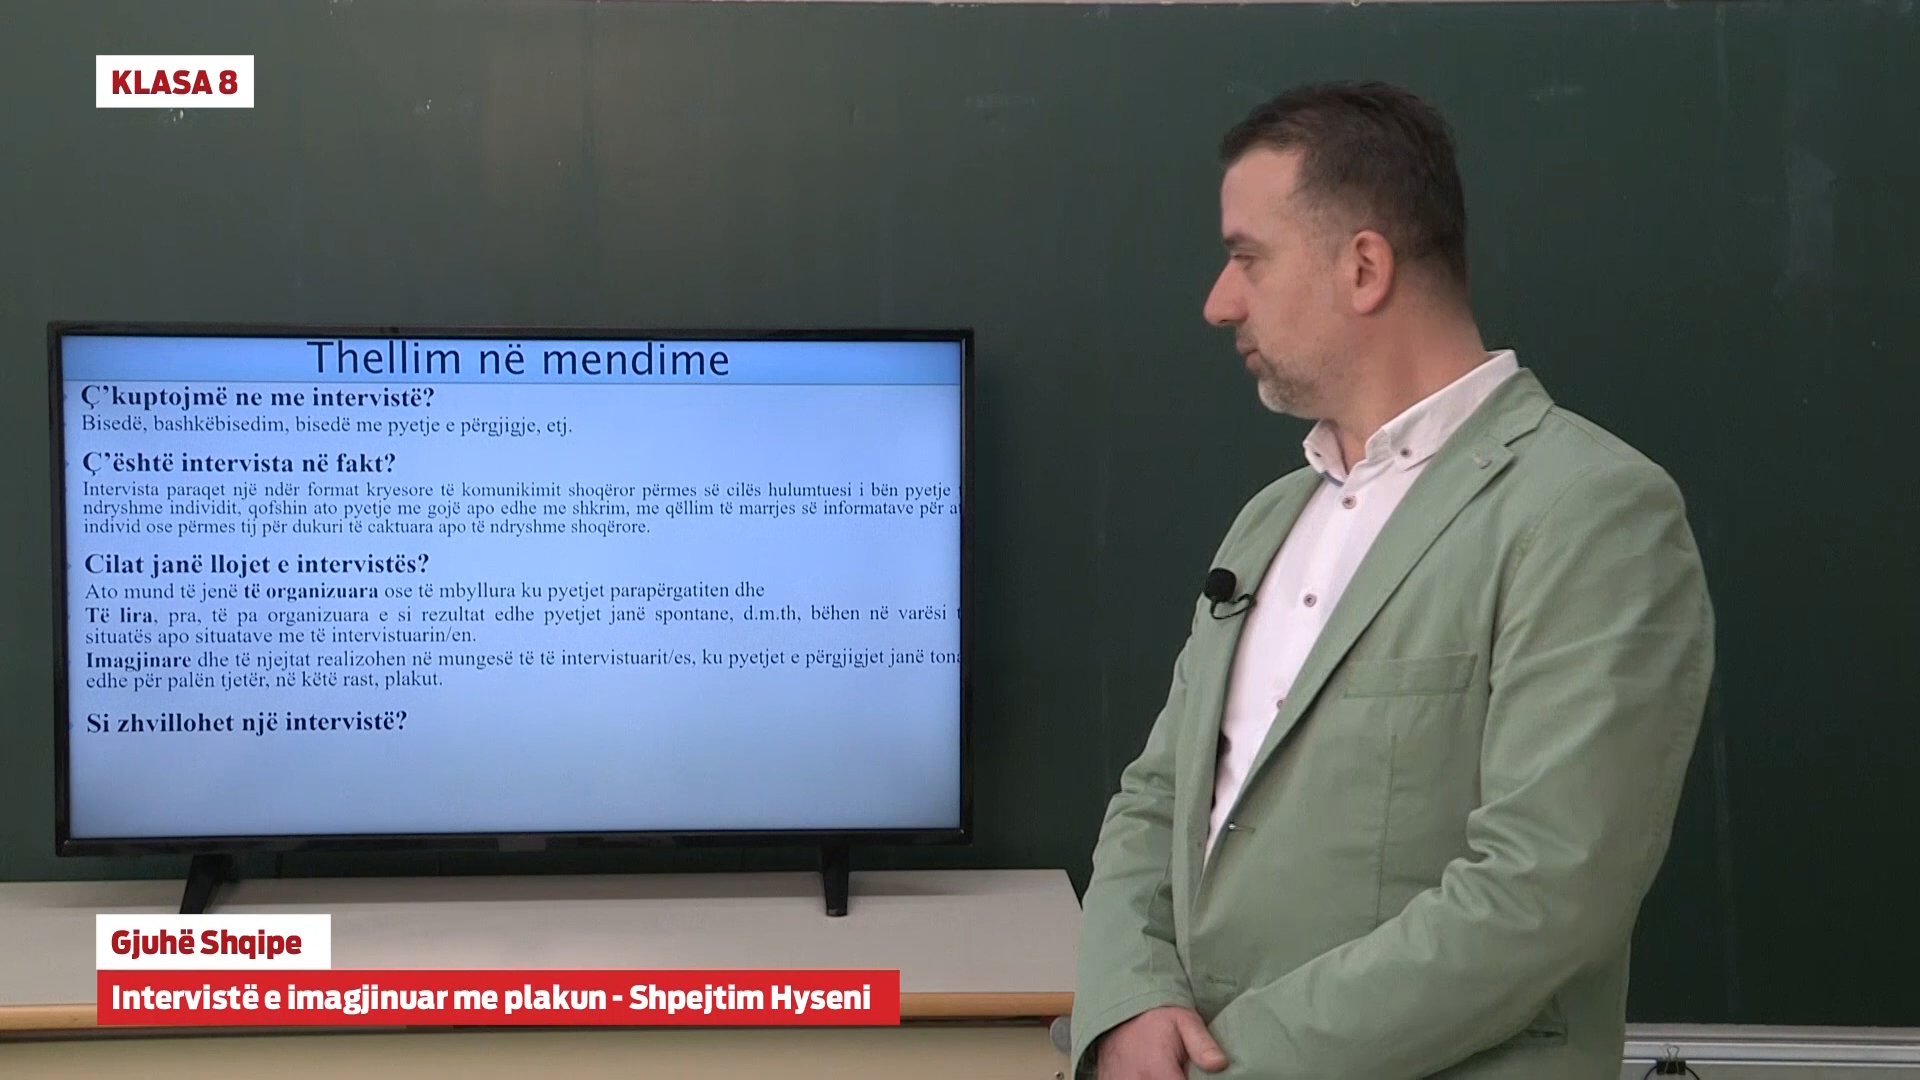 KLASA 8
Thellim në mendime
Ç’kuptojmë ne me intervistë?
Bisedë, bashkëbisedim, bisedë me pyetje e përgjigje, etj.
Ç’është intervista në fakt?
Intervista paraqet një ndër format kryesore të komunikimit shoqëror përmes së cilës hulumtuesi i bën pyetje
ndryshme individit, qofshin ato pyetje me gojë apo edhe me shkrim, me qëllim të marrjes së informatave për
individ ose përmes tij për dukuri të caktuara apo të ndryshme shoqërore.
Cilat janë llojet e intervistës?
Ato mund të jenë të organizuara ose të mbyllura ku pyetjet parapërgatiten dhe
Të lira, pra, të pa organizuara e si rezultat edhe pyetjet janë spontane, d.m.th, bëhen në varësi
situatës apo situatave me të intervistuarin/en.
Imagjinare dhe të njejtat realizohen në mungesë të të intervistuarit/es, ku pyetjet e përgjigjet janë
edhe për palën tjetër, në këtë rast, plakut.
Si zhvillohet një intervistë?
Gjuhë Shqipe
Intervistë e imagjinuar me plakun - Shpejtim Hyseni